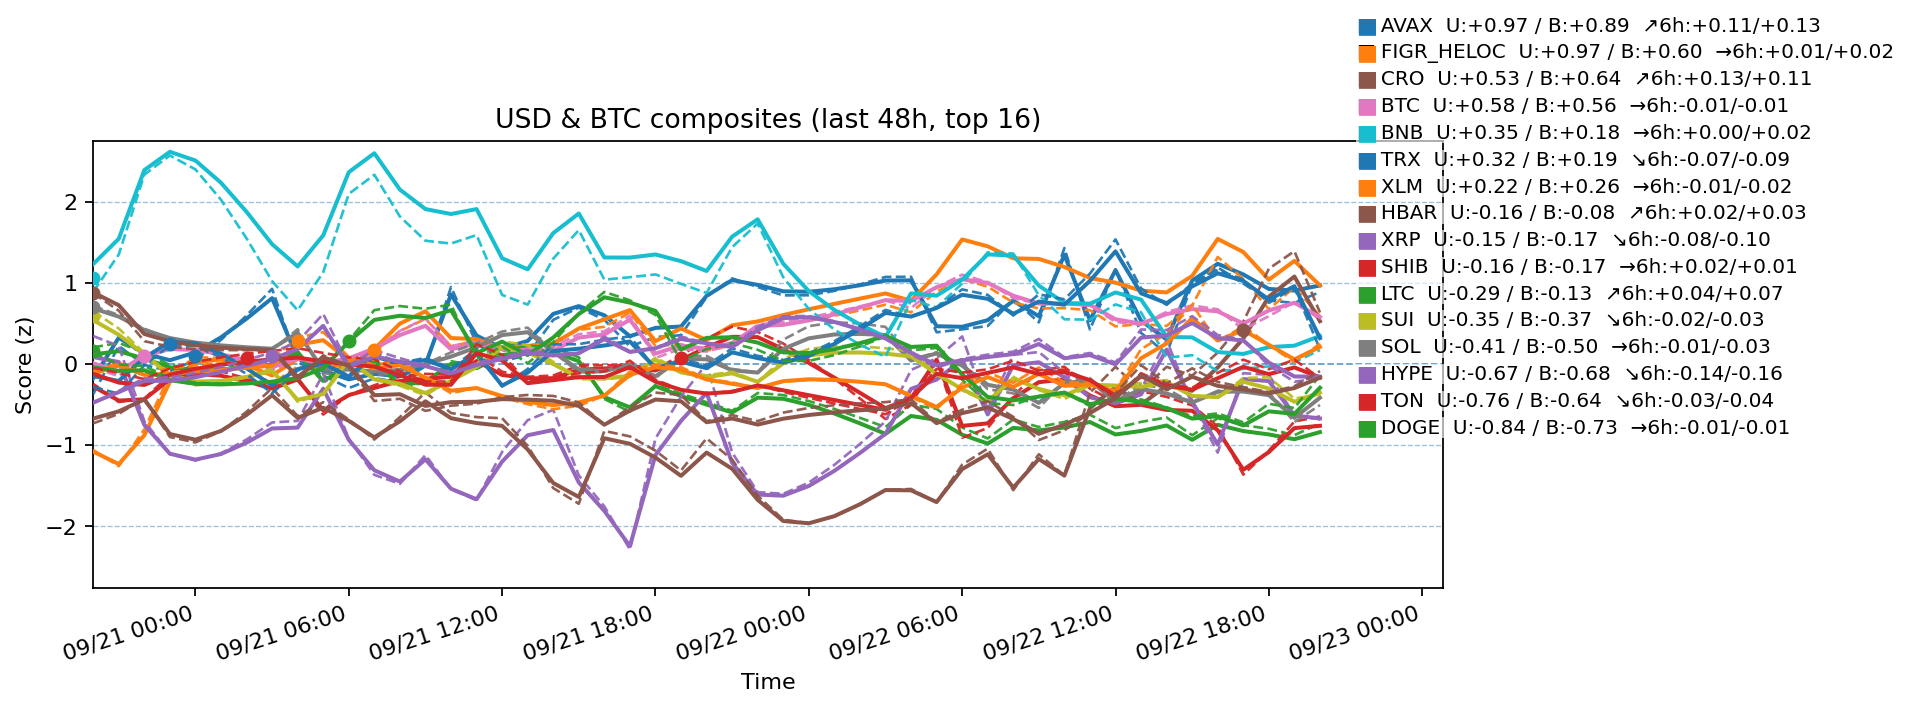 AVAX  U:+0.97 / B:+0.89  ↗6h:+0.11/+0.13
FIGR_HELOC  U:+0.97 / B:+0.60  →6h:+0.01/+0.02
CRO  U:+0.53 / B:+0.64  ↗6h:+0.13/+0.11
BTC  U:+0.58 / B:+0.56  →6h:-0.01/-0.01
BNB  U:+0.35 / B:+0.18  →6h:+0.00/+0.02
TRX  U:+0.32 / B:+0.19  ↘6h:-0.07/-0.09
XLM  U:+0.22 / B:+0.26  →6h:-0.01/-0.02
HBAR  U:-0.16 / B:-0.08  ↗6h:+0.02/+0.03
XRP  U:-0.15 / B:-0.17  ↘6h:-0.08/-0.10
SHIB  U:-0.16 / B:-0.17  →6h:+0.02/+0.01
LTC  U:-0.29 / B:-0.13  ↗6h:+0.04/+0.07
SUI  U:-0.35 / B:-0.37  ↘6h:-0.02/-0.03
SOL  U:-0.41 / B:-0.50  →6h:-0.01/-0.03
HYPE  U:-0.67 / B:-0.68  ↘6h:-0.14/-0.16
TON  U:-0.76 / B:-0.64  ↘6h:-0.03/-0.04
DOGE  U:-0.84 / B:-0.73  →6h:-0.01/-0.01
USD & BTC composites (last 48h, top 16)
Score (z)
2
1
0
−1
−2
09/21 00:00
09/21 06:00
09/21 12:00
09/21 18:00
09/22 00:00
09/22 06:00
09/22 12:00
09/22 18:00
09/23 00:00
Time